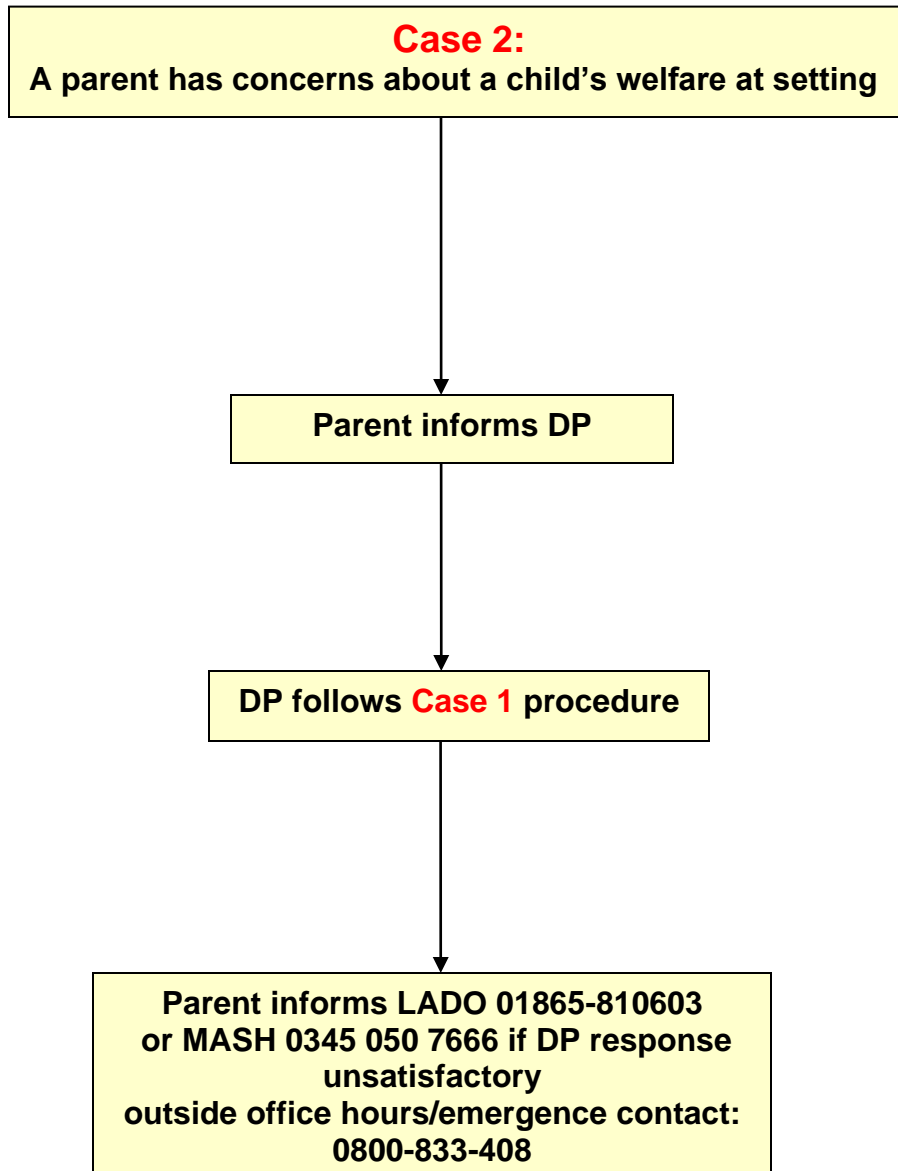 Case 2:
A parent has concerns about a child’s welfare at setting
Parent informs DP
DP follows Case 1 procedure
Parent informs LADO 01865-810603
or MASH 0345 050 7666 if DP response
unsatisfactory
outside office hours/emergence contact:
0800-833-408